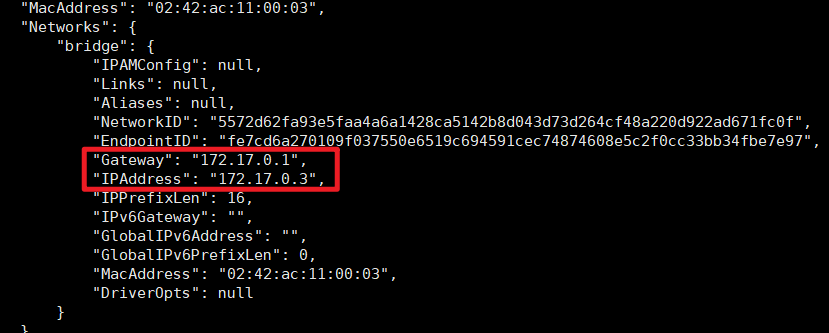 "MacAddress": "02:42:ac:11:00:03",
"Networks": {
"bridge": {
"IPAMConfig": null,
"Links": null,
"Aliases": null,
"NetworkID": "5572d62fa93e5faa4a6a1428ca5142b8d043d73d264cf48a220d922ad671fc0f",
"EndpointID": "fe7cd6a270109f037550e6519c694591cec74874608e5c2f0cc33bb34fbe7e97",
"Gateway": "172.17.0.1",
"IPAddress": "172.17.0.3",
"IPPrefixLen": 16,
"IPv6Gateway": "",
"GlobalIPv6Address": "",
"GlobalIPv6PrefixLen": 0,
"MacAddress": "02:42:ac:11:00:03",
"DriverOpts": null
}
}